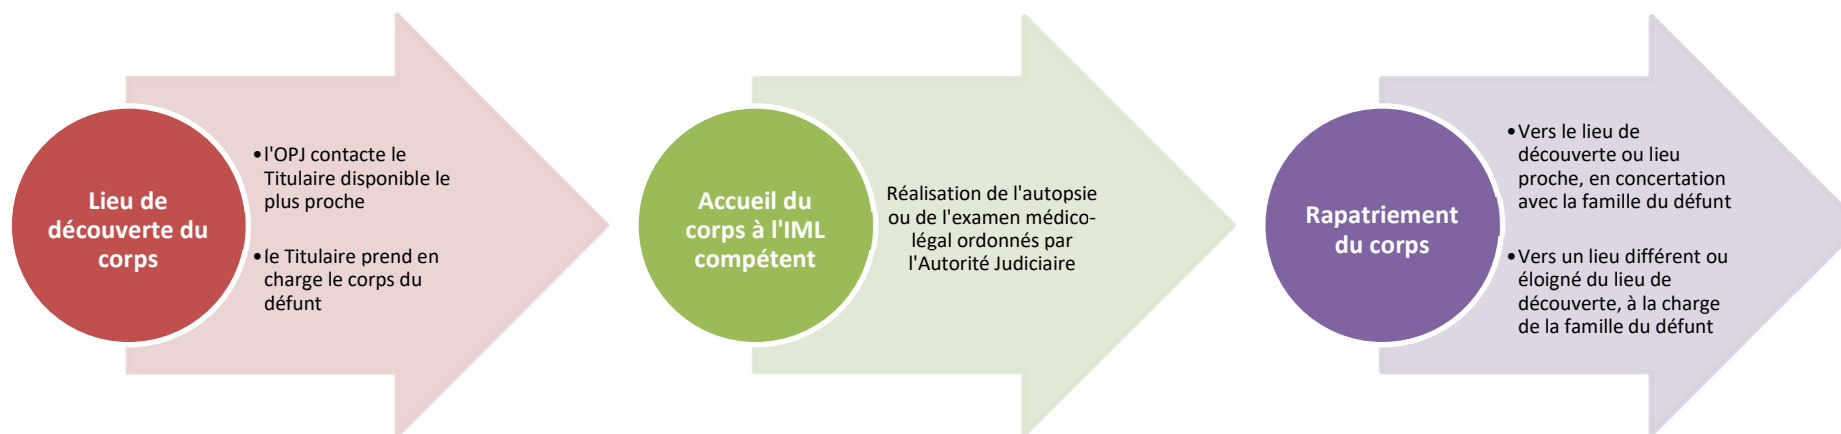 Lieu de
découverte du
corps
•l'OPJ contacte le
Titulaire disponible le
plus proche
•le Titulaire prend en
charge le corps du
défunt
Accueil du
corps à l'IML
compétent
Réalisation de l'autopsie
ou de l'examen médico-
légal ordonnés par
l'Autorité Judiciaire
Rapatriement
du corps
•Vers le lieu de
découverte ou lieu
proche, en concertation
avec la famille du défunt
•Vers un lieu différent ou
éloigné du lieu de
découverte, à la charge
de la famille du défunt